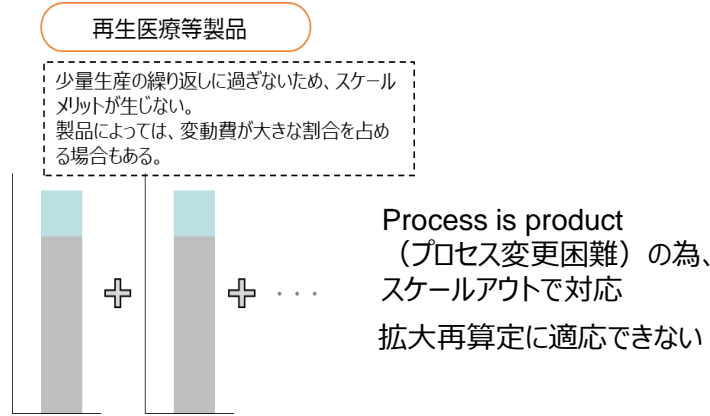 再生医療等製品
少量生産の繰り返しに過ぎないため、スケール
メリットが生じない。
製品によっては、変動費が大きな割合を占め
る場合もある。
Process is product
（プロセス変更困難）の為、
スケールアウトで対応
拡大再算定に適応できない
+
+ ・・・